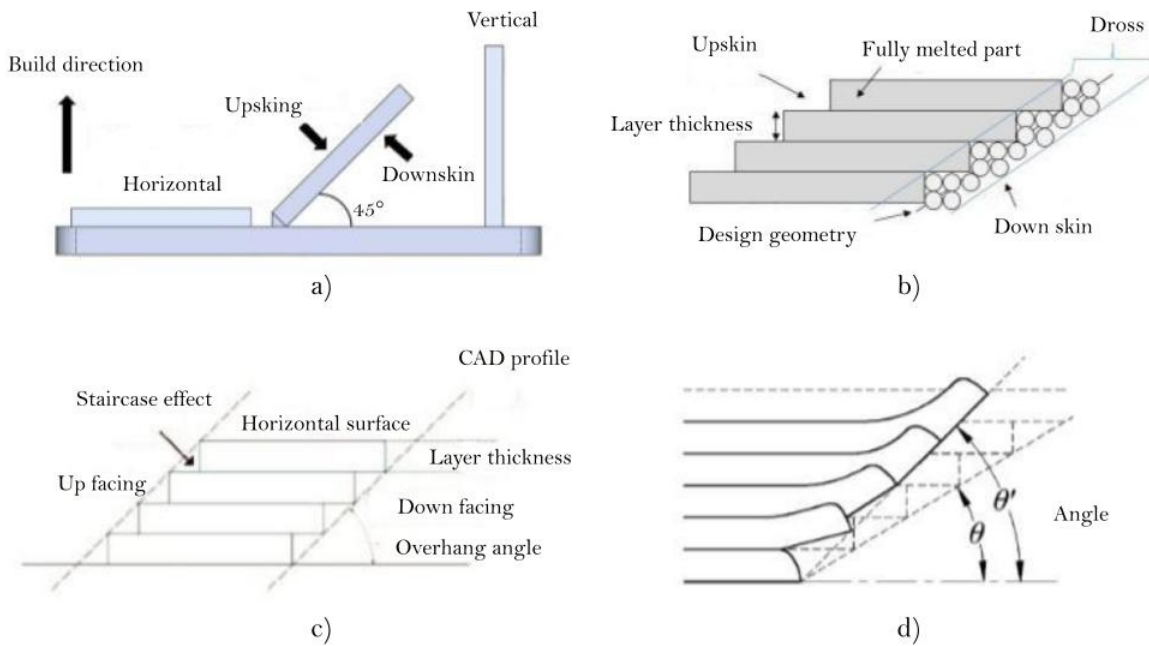 Vertical
Build direction
Upsking
Downskin
Horizontal
45°
a)
Dross
Upskin
Fully melted part
Layer thickness
Down skin
Design geometry
b)
CAD profile
Staircase effect
Horizontal surface
Layer thickness
Up facing
Down facing
Overhang angle
c)
θ
θ'
Angle
d)